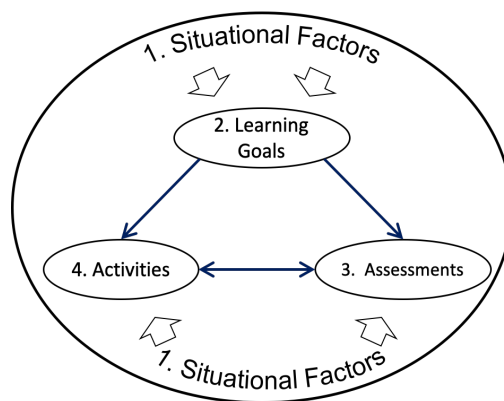 1. Situational Factors
2. Learning
Goals
4. Activities
3. Assessments
1. Situational Factors